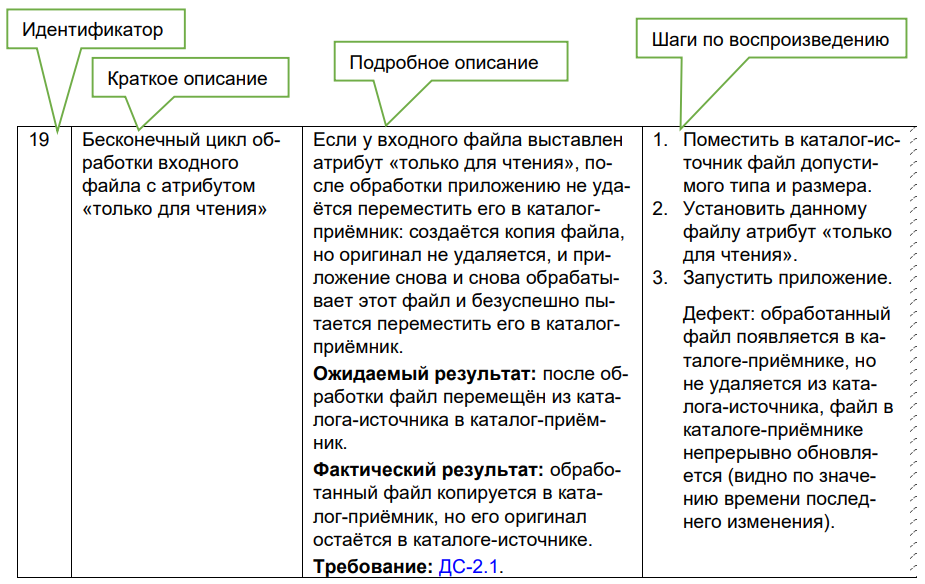 Идентификатор
Краткое описание
Подробное описание
Шаги по воспроизведению
19
Бесконечный цикл об-
работки входного
файла с атрибутом
«только для чтения»
Если у входного файла выставлен
атрибут «только для чтения», по-
сле обработки приложению не уда-
ётся переместить его в каталог-
приёмник: создаётся копия файла,
но оригинал не удаляется, и при-
ложение снова и снова обрабаты-
вает этот файл и безуспешно пы-
тается переместить его в каталог-
приёмник.
Ожидаемый результат: после об-
работки файл перемещён из ката-
лога-источника в каталог-приём-
ник.
Фактический результат: обрабо-
танный файл копируется в ката-
лог-приёмник, но его оригинал
остаётся в каталоге-источнике.
Требование: ДС-2.1.
1. Поместить в каталог-ис-
точник файл допусти-
мого типа и размера.
2. Установить данному
файлу атрибут «только
для чтения».
3. Запустить приложение.
Дефект: обработанный
файл появляется в ка-
талоге-приёмнике, но
не удаляется из ката-
лога-источника, файл в
каталоге-приёмнике
непрерывно обновля-
ется (видно по значе-
нию времени послед-
него изменения).